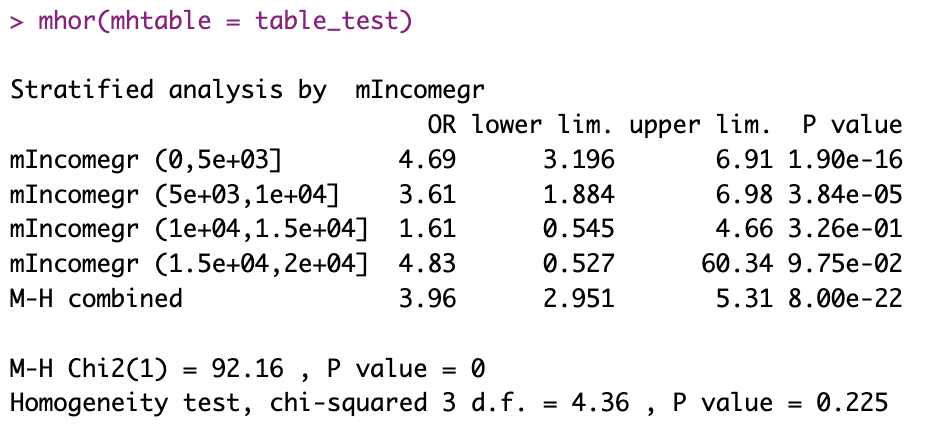 > mhor(mhtable = table_test)
Stratified analysis by  mIncomegr
                          OR lower lim. upper lim.  P value
mIncomegr (0,5e+03]       4.69      3.196       6.91 1.90e-16
mIncomegr (5e+03,1e+04]   3.61      1.884       6.98 3.84e-05
mIncomegr (1e+04,1.5e+04] 1.61      0.545       4.66 3.26e-01
mIncomegr (1.5e+04,2e+04] 4.83      0.527      60.34 9.75e-02
M-H combined              3.96      2.951       5.31 8.00e-22
M-H Chi2(1) = 92.16 , P value = 0
Homogeneity test, chi-squared 3 d.f. = 4.36 , P value = 0.225